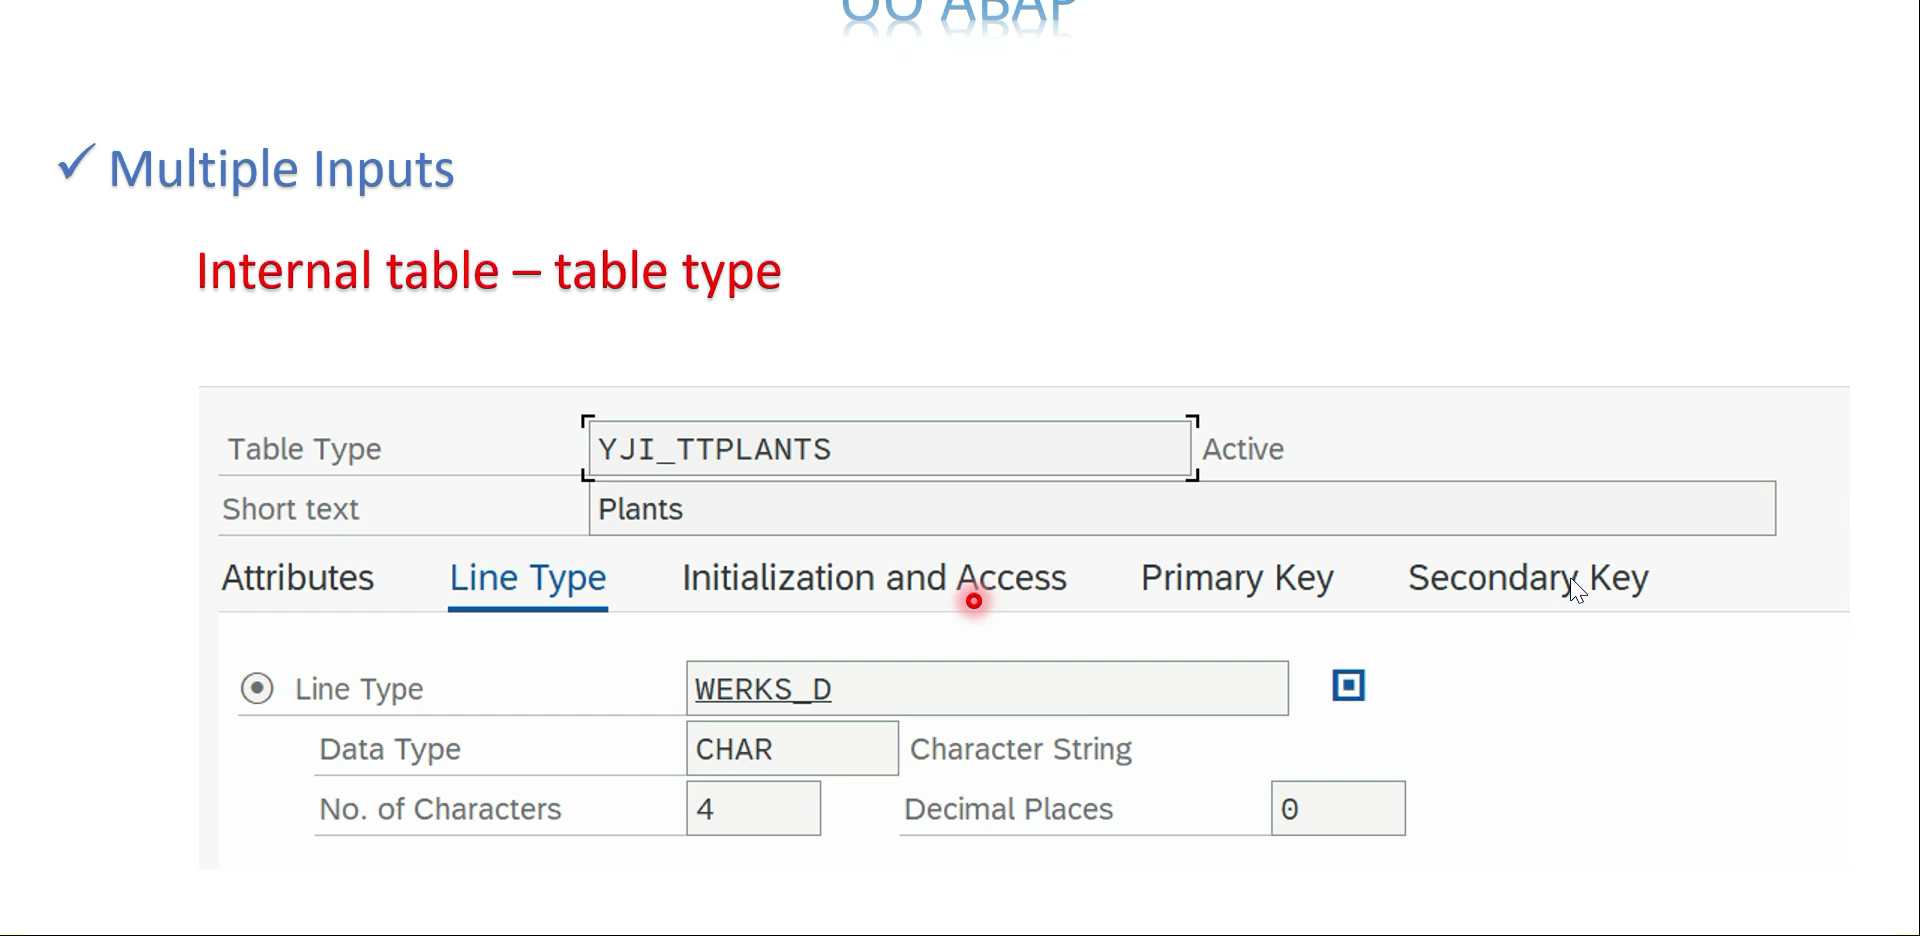 OO ABAP
✓ Multiple Inputs
Internal table – table type
Table Type YJI_TTPLANTS Active
Short text Plants
Attributes Line Type Initialization and Access Primary Key Secondary Key
Line Type WERKS_D
Data Type CHAR Character String
No. of Characters 4 Decimal Places 0